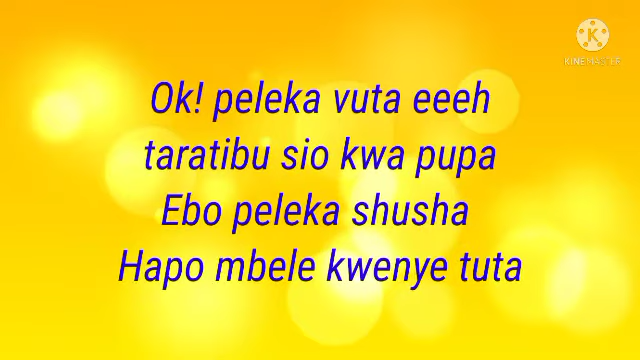 K
KINEMASTER
Ok! peleka vuta eeeh
taratibu sio kwa pupa
Ebo peleka shusha
Hapo mbele kwenye tuta